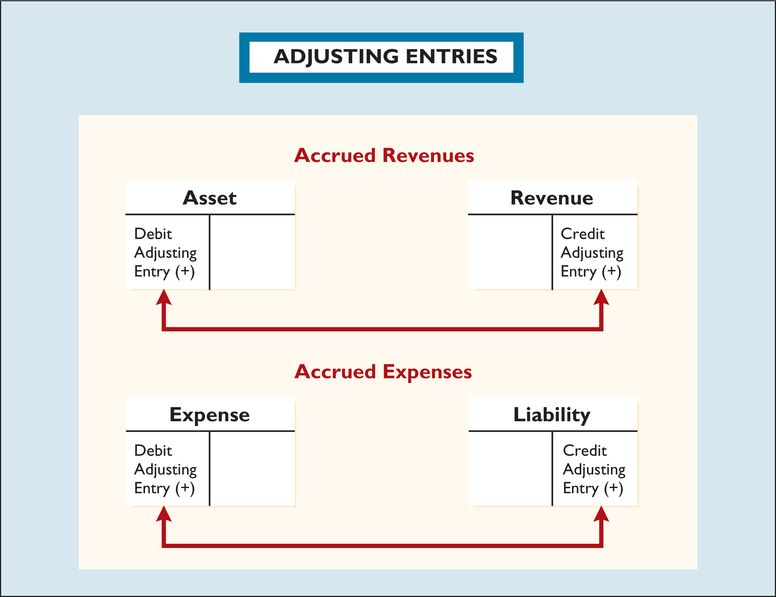 ADJUSTING ENTRIES
Accrued Revenues
Asset
Debit
Adjusting
Entry (+)
Revenue
Credit
Adjusting
Entry (+)
Accrued Expenses
Expense
Debit
Adjusting
Entry (+)
Liability
Credit
Adjusting
Entry (+)